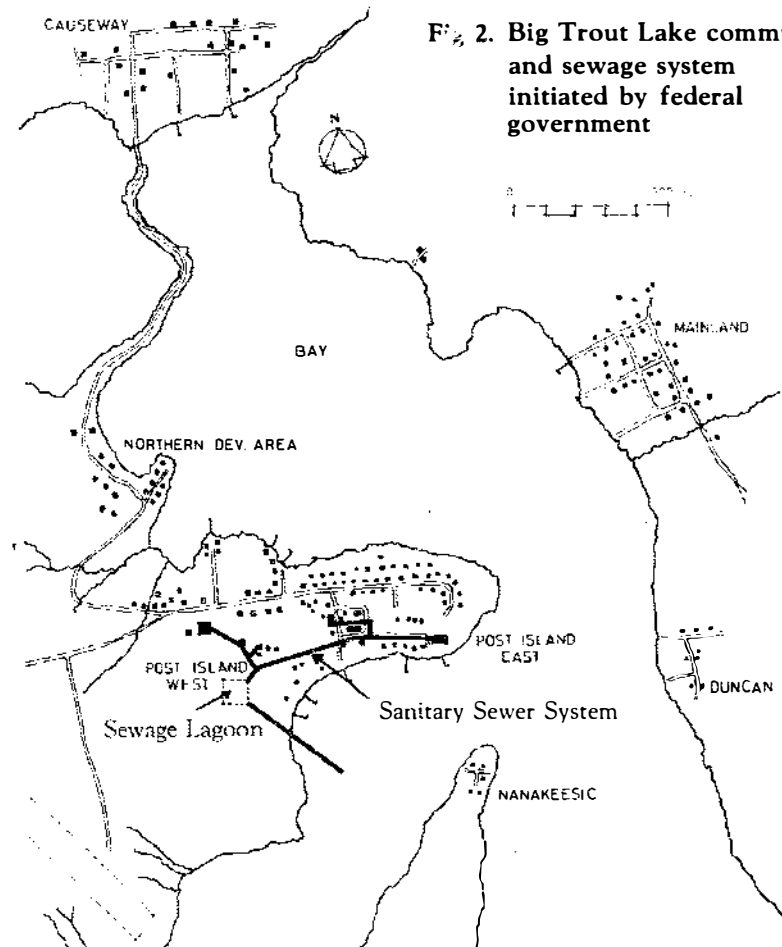 CAUSEWAY
2. Big Trout Lake
and sewage system
initiated by federal
government
N
0
BAY
MAINLAND
NORTHERN DEV. AREA
POST ISLAND
EAST
POST ISLAND
WEST
DUNCAN
Sewage Lagoon
Sanitary Sewer System
NANAKEESIC